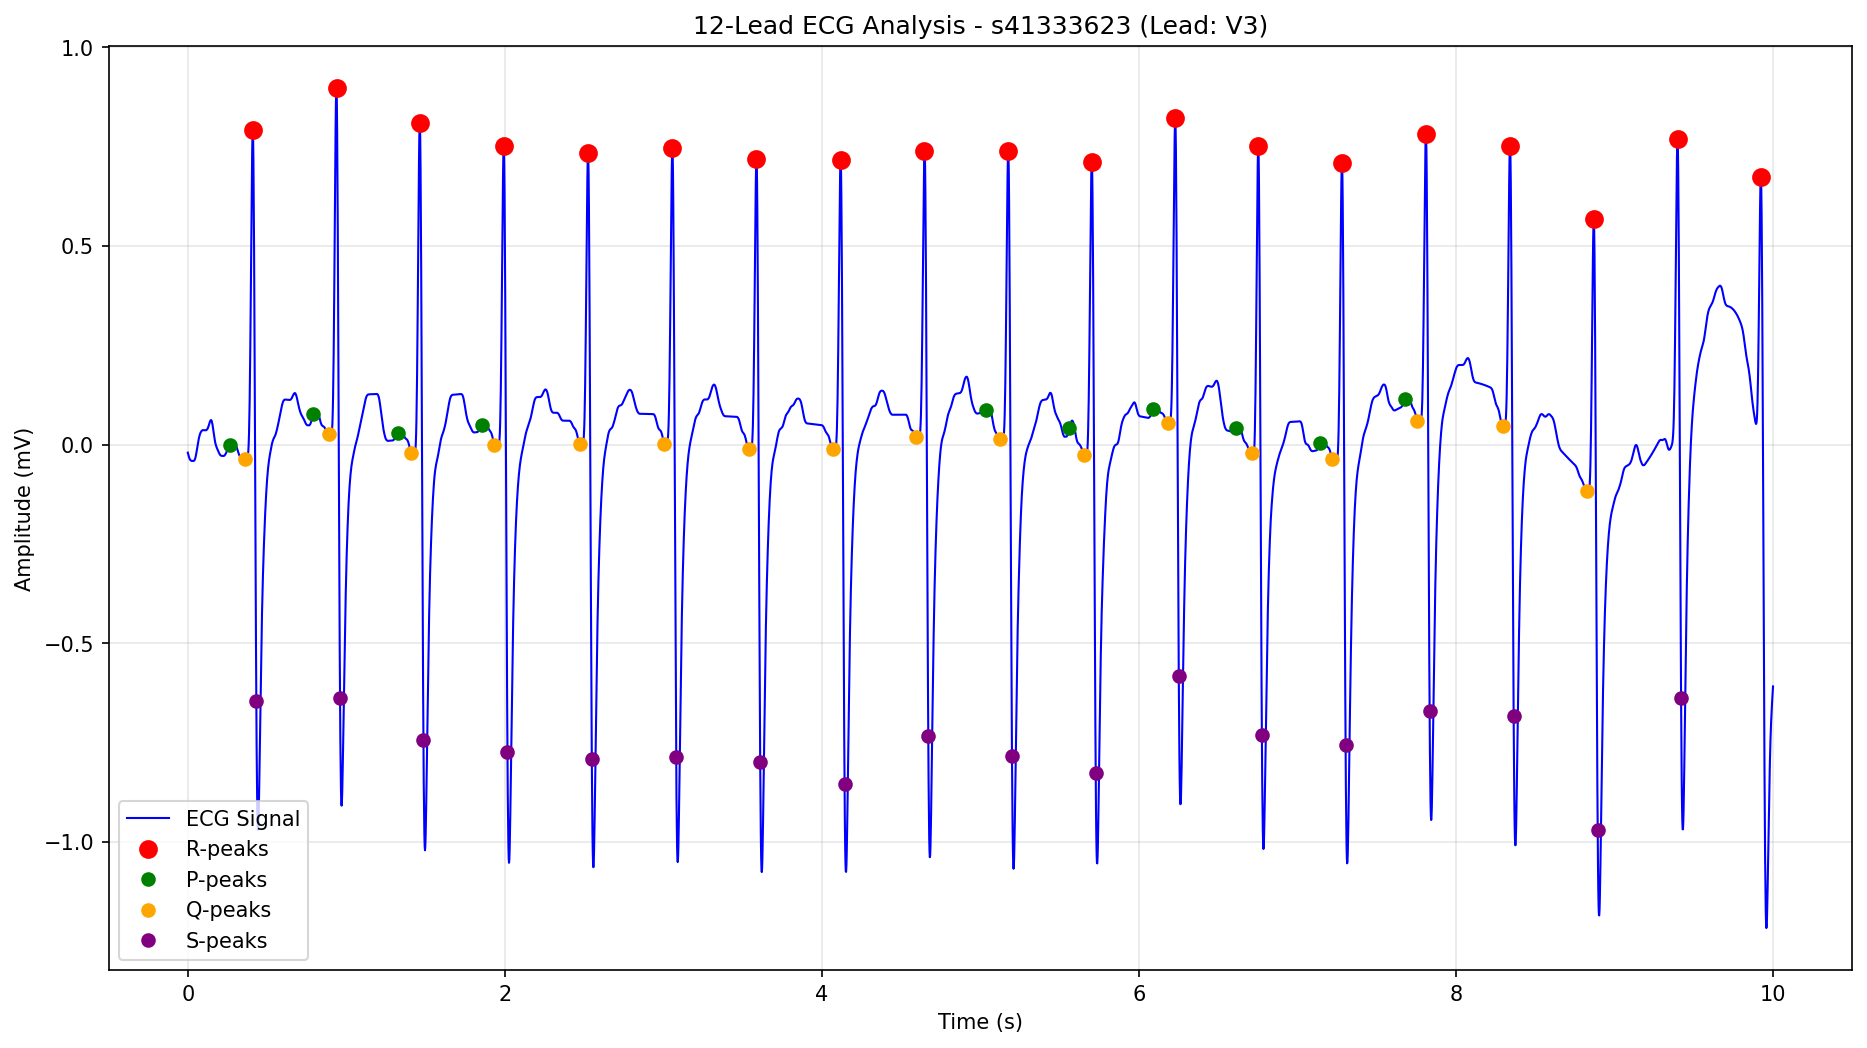 12-Lead ECG Analysis - s41333623 (Lead: V3)
1.0
0.5
0.0
−0.5
−1.0
Amplitude (mV)
ECG Signal
R-peaks
P-peaks
Q-peaks
S-peaks
0 2 4 6 8 10
Time (s)